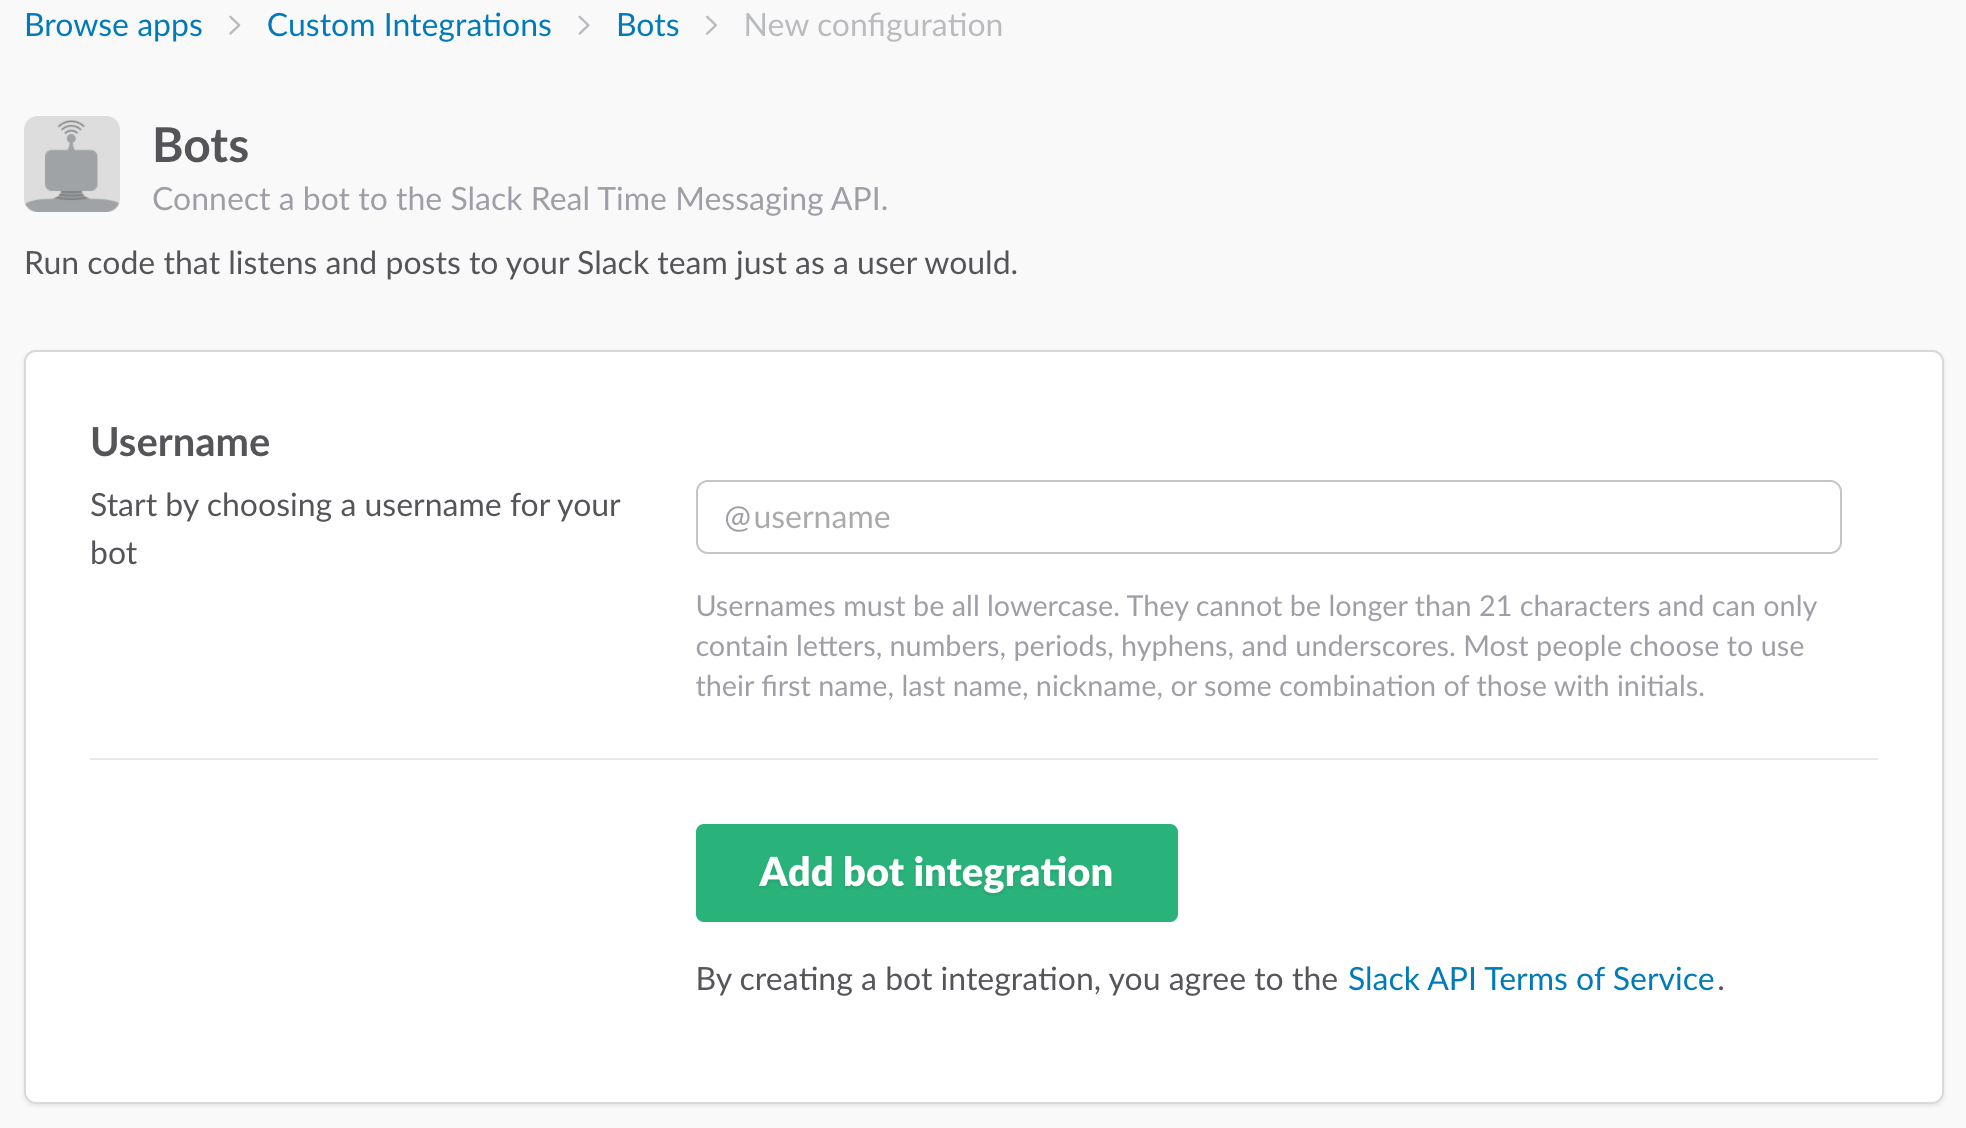 Browse apps > Custom Integrations > Bots > New configuration
Bots
Connect a bot to the Slack Real Time Messaging API.
Run code that listens and posts to your Slack team just as a user would.
Username
Start by choosing a username for your
bot
@username
Usernames must be all lowercase. They cannot be longer than 21 characters and can only
contain letters, numbers, periods, hyphens, and underscores. Most people choose to use
their first name, last name, nickname, or some combination of those with initials.
Add bot integration
By creating a bot integration, you agree to the Slack API Terms of Service.